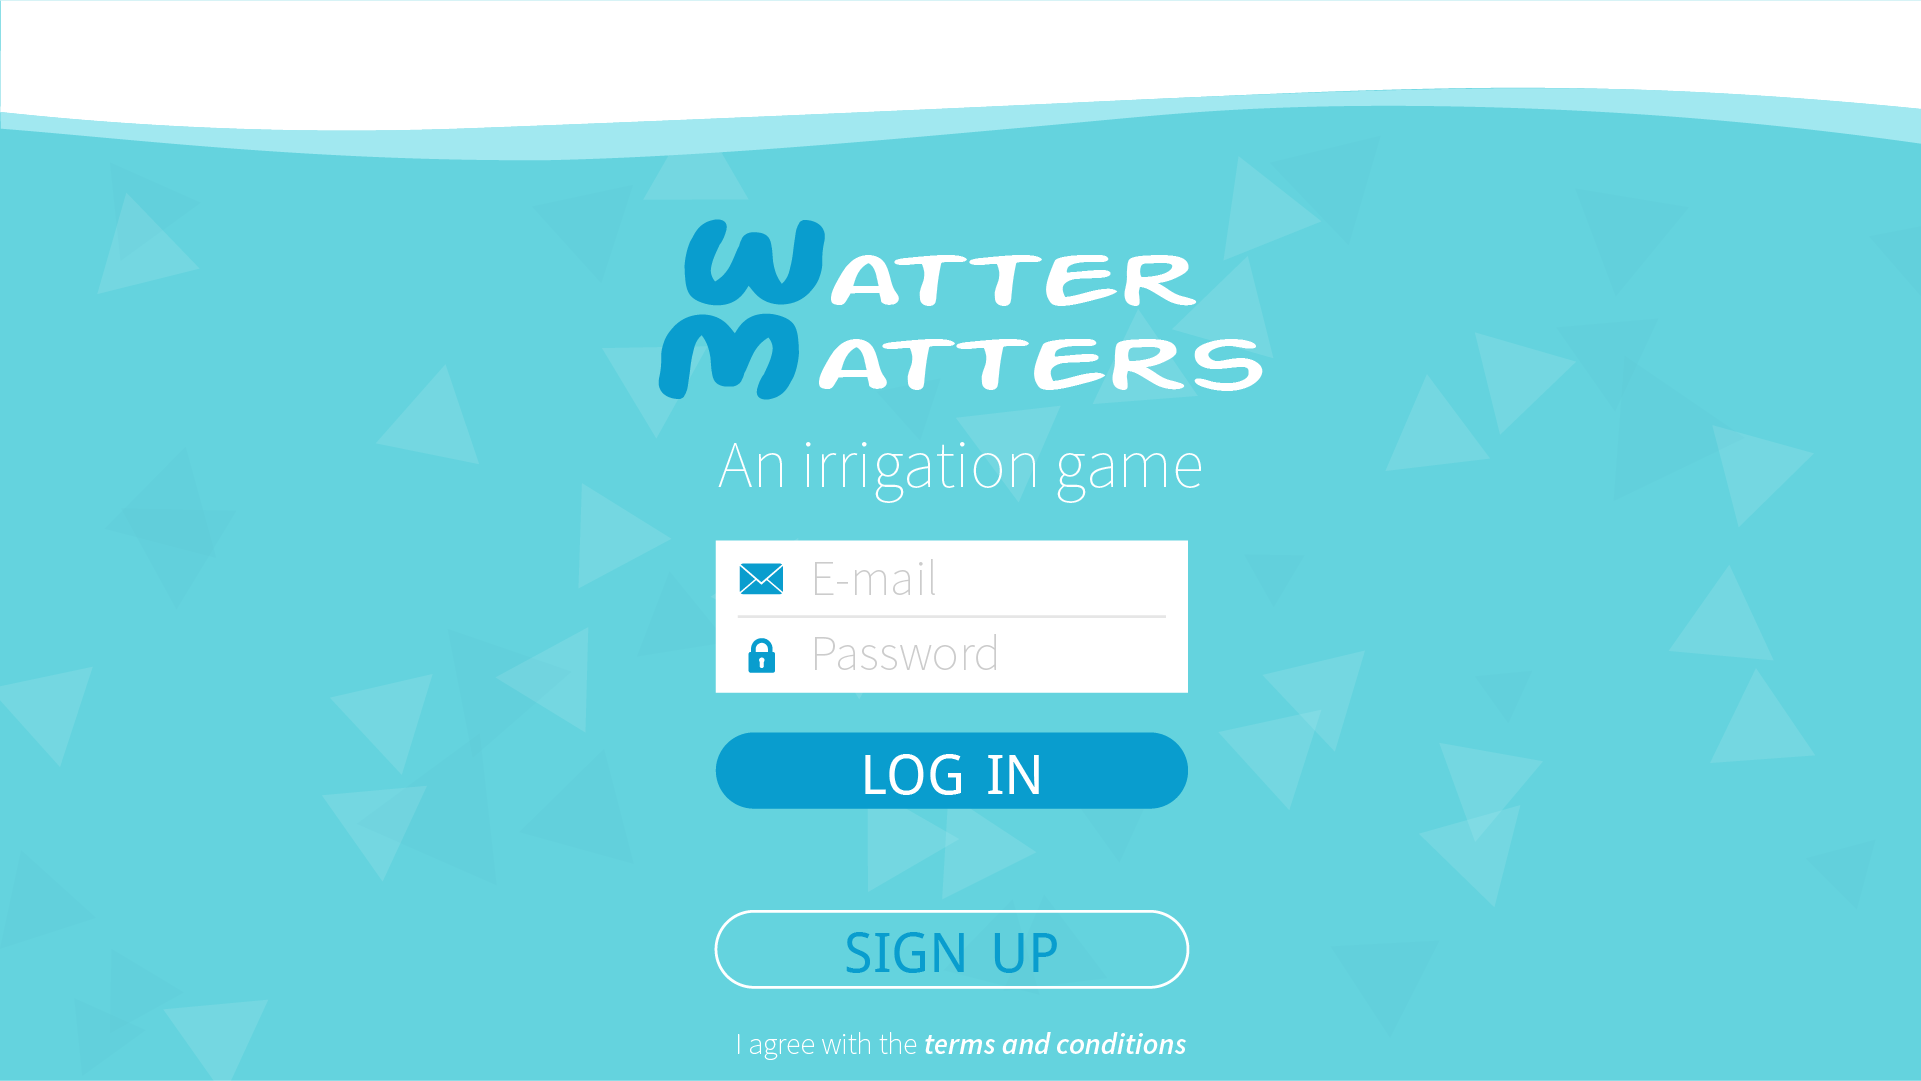 WATTER
MATTERS
An irrigation game
E-mail
Password
LOG IN
SIGN UP
I agree with the terms and conditions